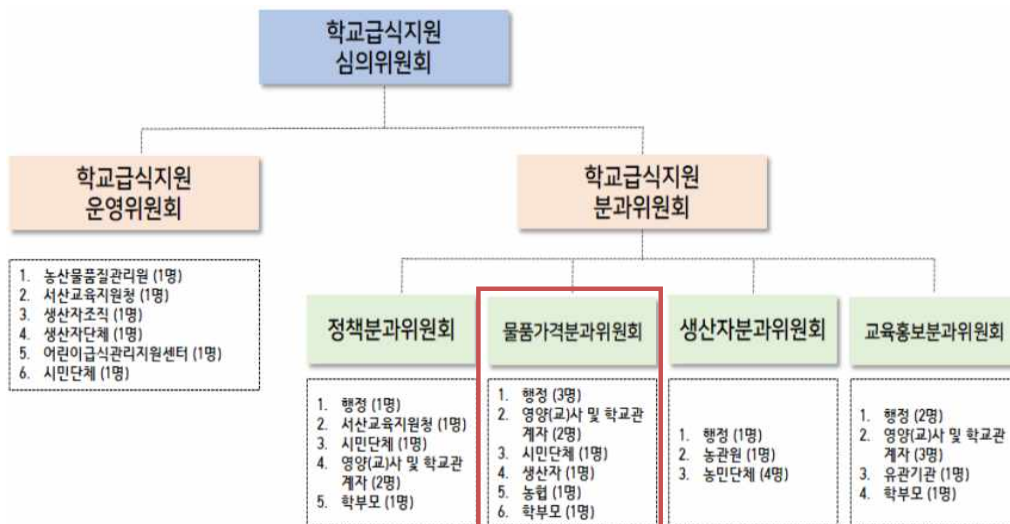 학교급식지원
심의위원회
학교급식지원
운영위원회
1. 농산물품질관리원 (1명)
2. 서산교육지원청 (1명)
3. 생산자조직 (1명)
4. 생산자단체 (1명)
5. 어린이급식관리지원센터 (1명)
6. 시민단체 (1명)
학교급식지원
분과위원회
정책분과위원회
1. 행정 (1명)
2. 서산교육지원청 (1명)
3. 시민단체 (1명)
4. 영양(교)사 및 학교관
계자 (2명)
5. 학부모 (1명)
물품가격분과위원회
1. 행정 (3명)
2. 영양(교)사 및 학교관
계자 (2명)
3. 시민단체 (1명)
4. 생산자 (1명)
5. 농협 (1명)
6. 학부모 (1명)
생산자분과위원회
1. 행정 (1명)
2. 농관원 (1명)
3. 농민단체 (4명)
교육홍보분과위원회
1. 행정 (2명)
2. 영양(교)사 및 학교관
계자 (3명)
3. 유관기관 (1명)
4. 학부모 (1명)